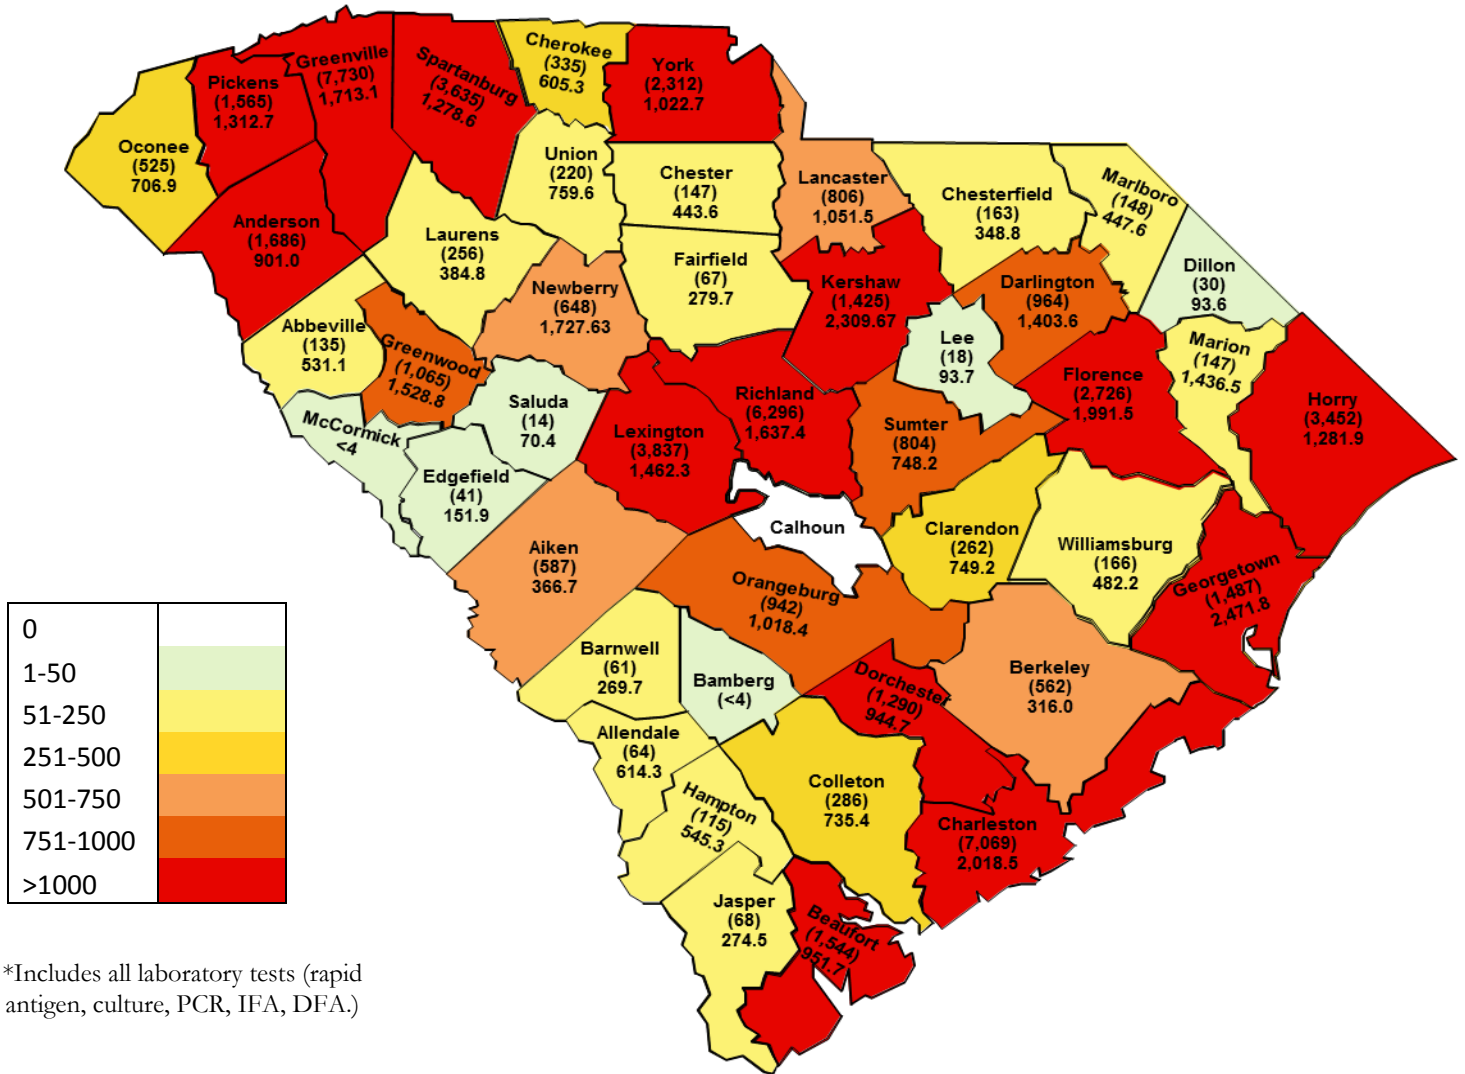 Cherokee
(335)
605.3
York
(2,312)
1,022.7
Greenville
(7,730)
1,713.1
Spartanburg
(3,635)
1,278.6
Pickens
(1,565)
1,312.7
Oconee
(525)
706.9
Union
(220)
759.6
Chester
(147)
443.6
Lancaster
(806)
1,051.5
Chesterfield
(163)
348.8
Marlboro
(148)
447.6
Anderson
(1,686)
901.0
Laurens
(256)
384.8
Fairfield
(67)
279.7
Newberry
(648)
1,727.63
Kershaw
(1,425)
2,309.67
Darlington
(964)
1,403.6
Dillon
(30)
93.6
Abbeville
(135)
531.1
Greenwood
(1,065)
1,528.8
Lee
(18)
93.7
Marion
(147)
1,436.5
Florence
(2,726)
1,991.5
Horry
(3,452)
1,281.9
McCormick
<4
Saluda
(14)
70.4
Richland
(6,296)
1,637.4
Lexington
(3,837)
1,462.3
Sumter
(804)
748.2
Edgefield
(41)
151.9
Calhoun
Clarendon
(262)
749.2
Williamsburg
(166)
482.2
Georgetown
(1,487)
2,471.8
Aiken
(587)
366.7
Orangeburg
(942)
1,018.4
Barnwell
(61)
269.7
Bamberg
(<4)
Dorchester
(1,290)
944.7
Berkeley
(562)
316.0
Allendale
(64)
614.3
Hampton
(115)
545.3
Colleton
(286)
735.4
Charleston
(7,069)
2,018.5
Jasper
(68)
274.5
Beaufort
(1,544)
951.7
0
1-50
51-250
251-500
501-750
751-1000
>1000
*Includes all laboratory tests (rapid
antigen, culture, PCR, IFA, DFA.)